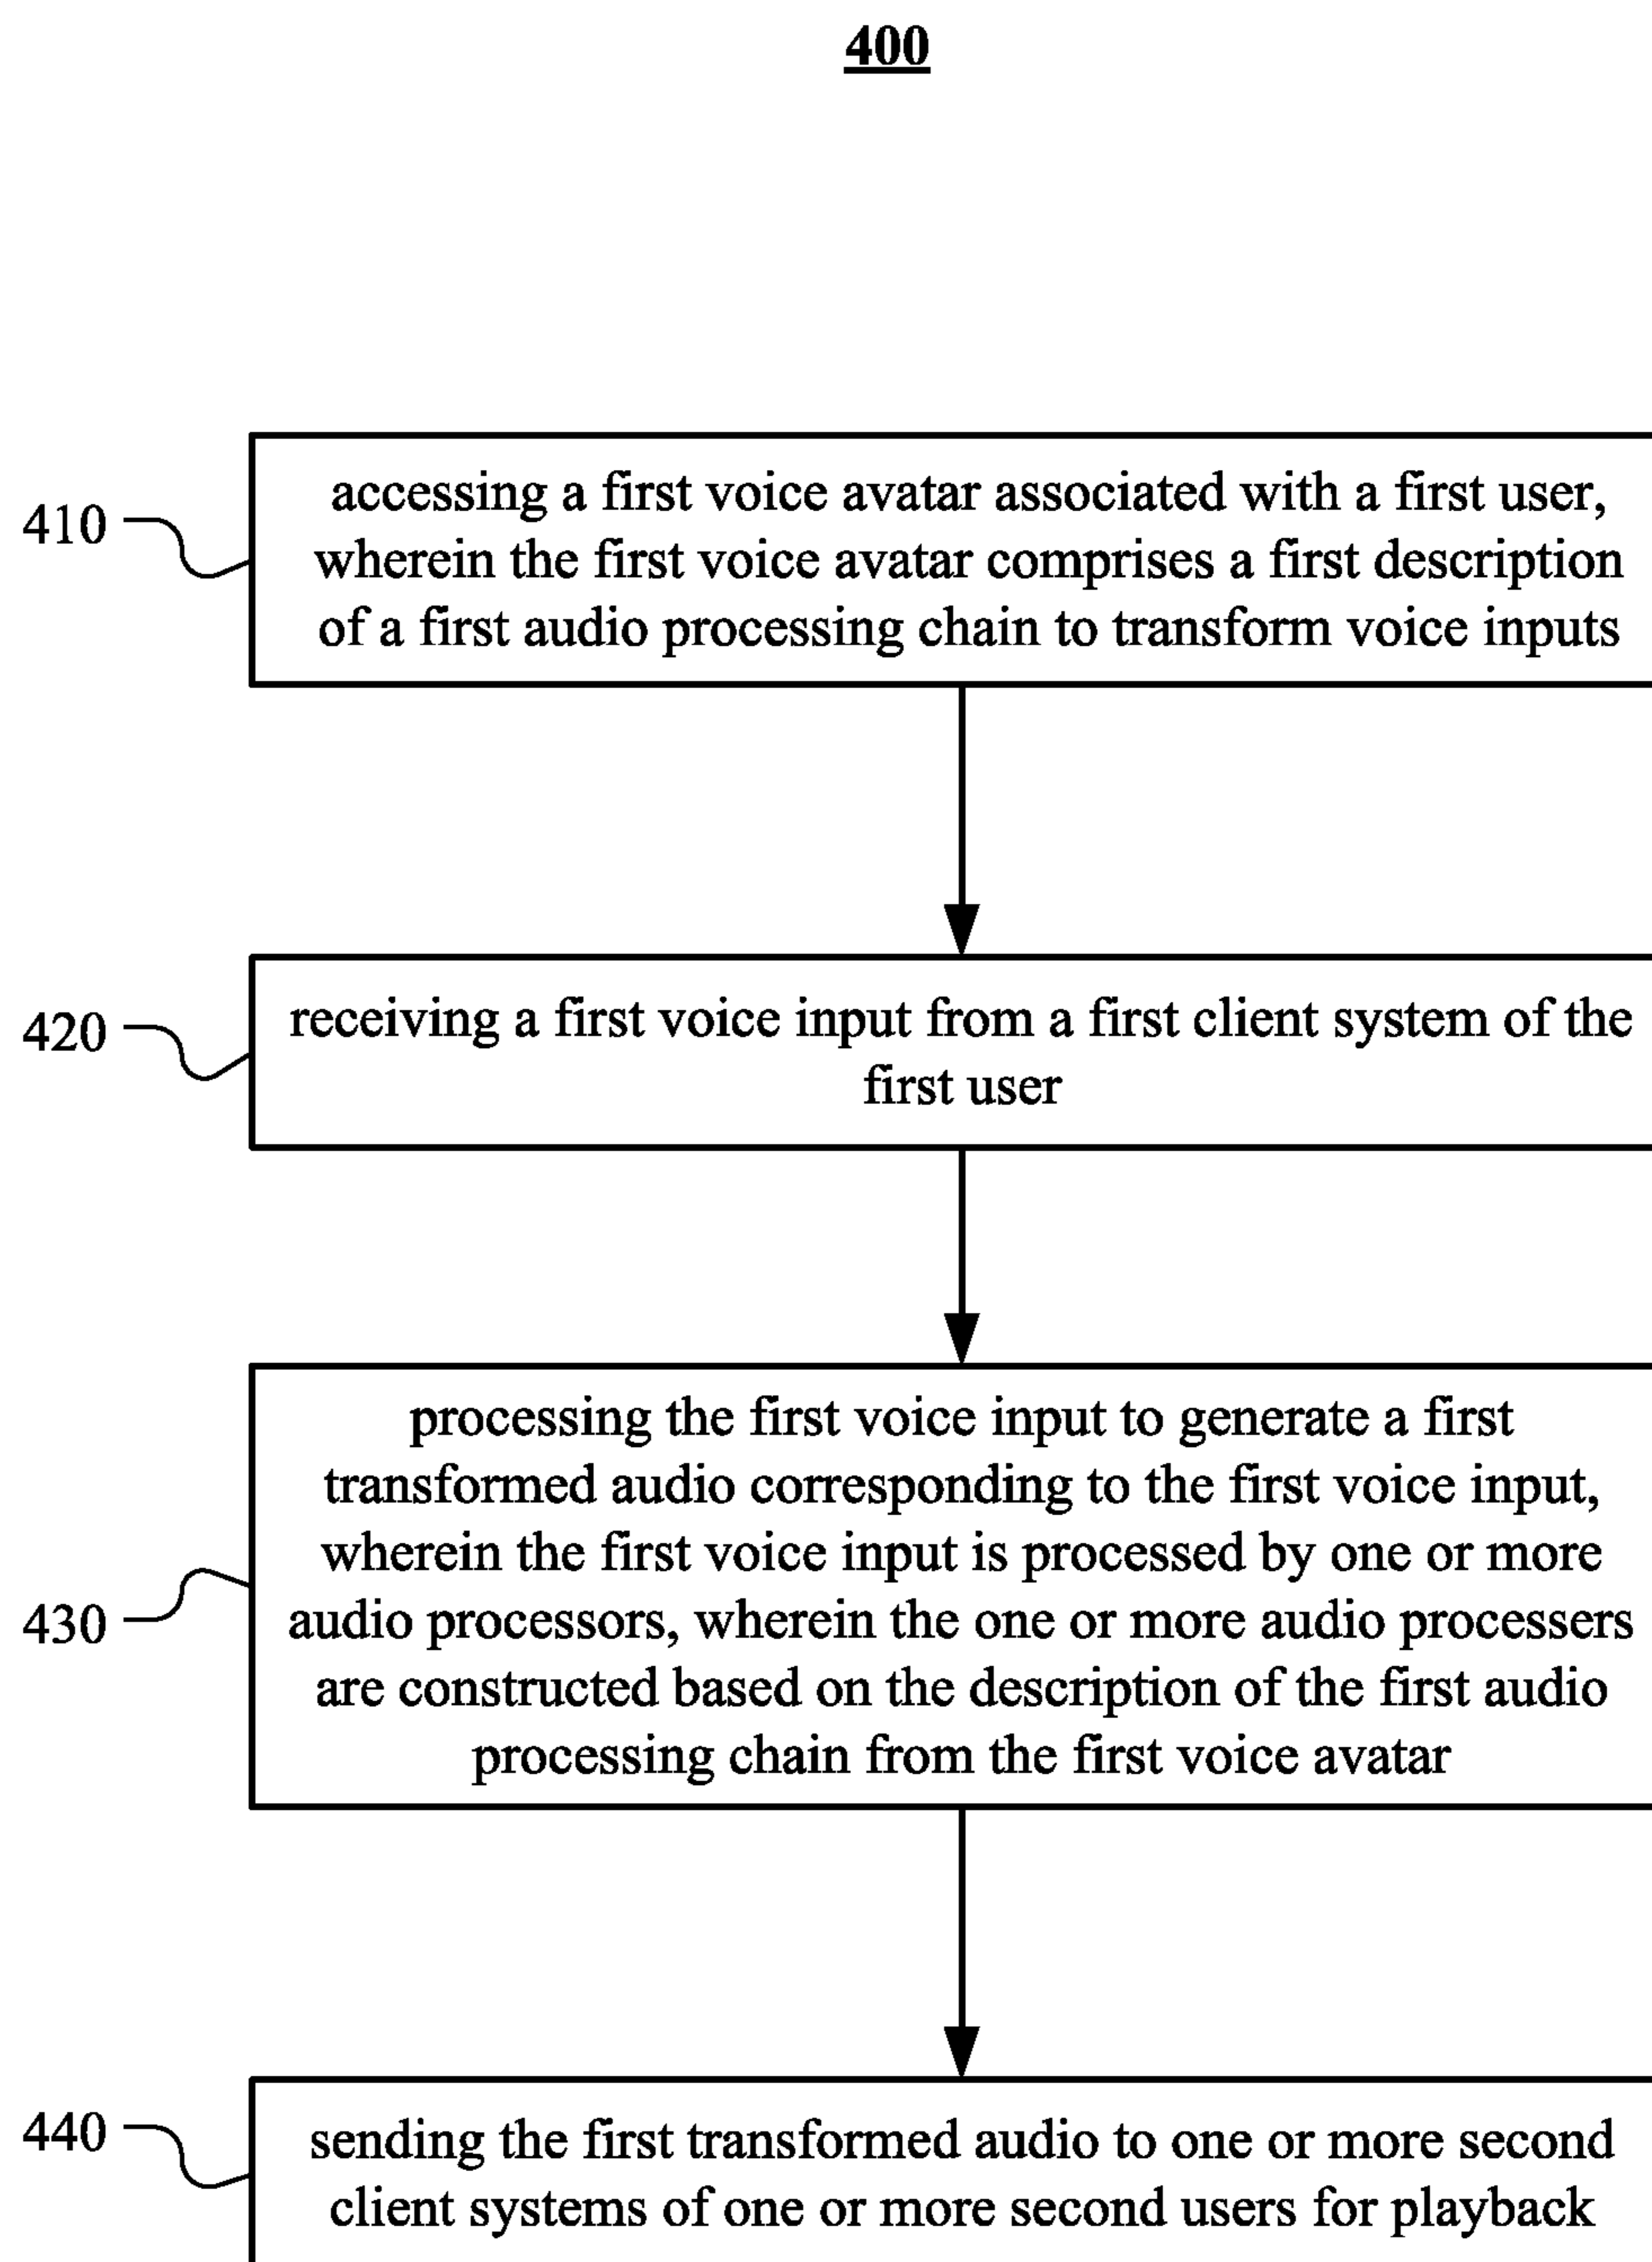 400
410
accessing a first voice avatar associated with a first user,
wherein the first voice avatar comprises a first description
of a first audio processing chain to transform voice inputs
420
receiving a first voice input from a first client system of the
first user
430
processing the first voice input to generate a first
transformed audio corresponding to the first voice input,
wherein the first voice input is processed by one or more
audio processors, wherein the one or more audio processers
are constructed based on the description of the first audio
processing chain from the first voice avatar
440
sending the first transformed audio to one or more second
client systems of one or more second users for playback